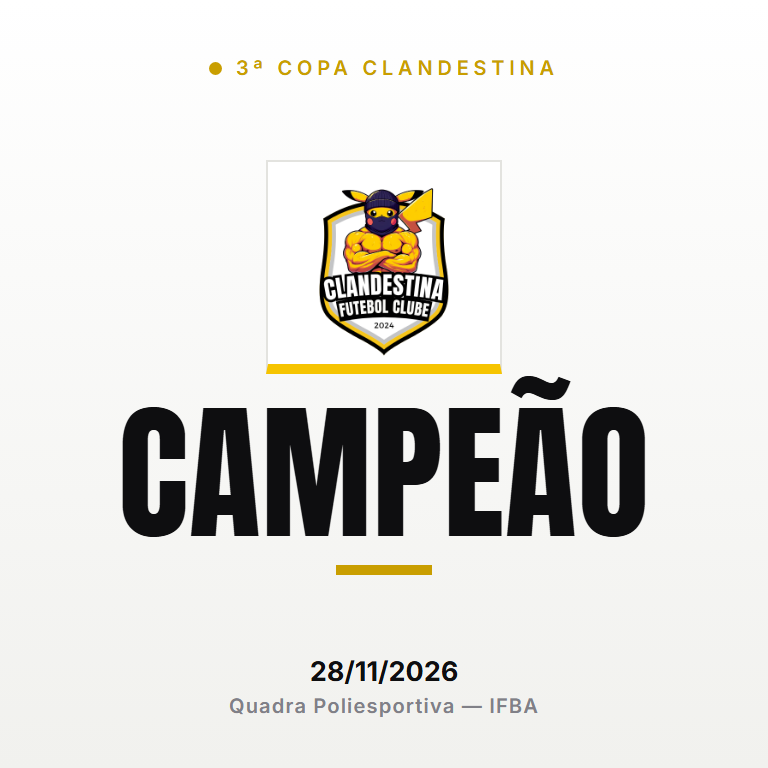 3ª COPA CLANDESTINA
CLANDESTINA
FUTEBOL CLUBE
2024
CAMPEÃO
28/11/2026
Quadra Poliesportiva — IFBA